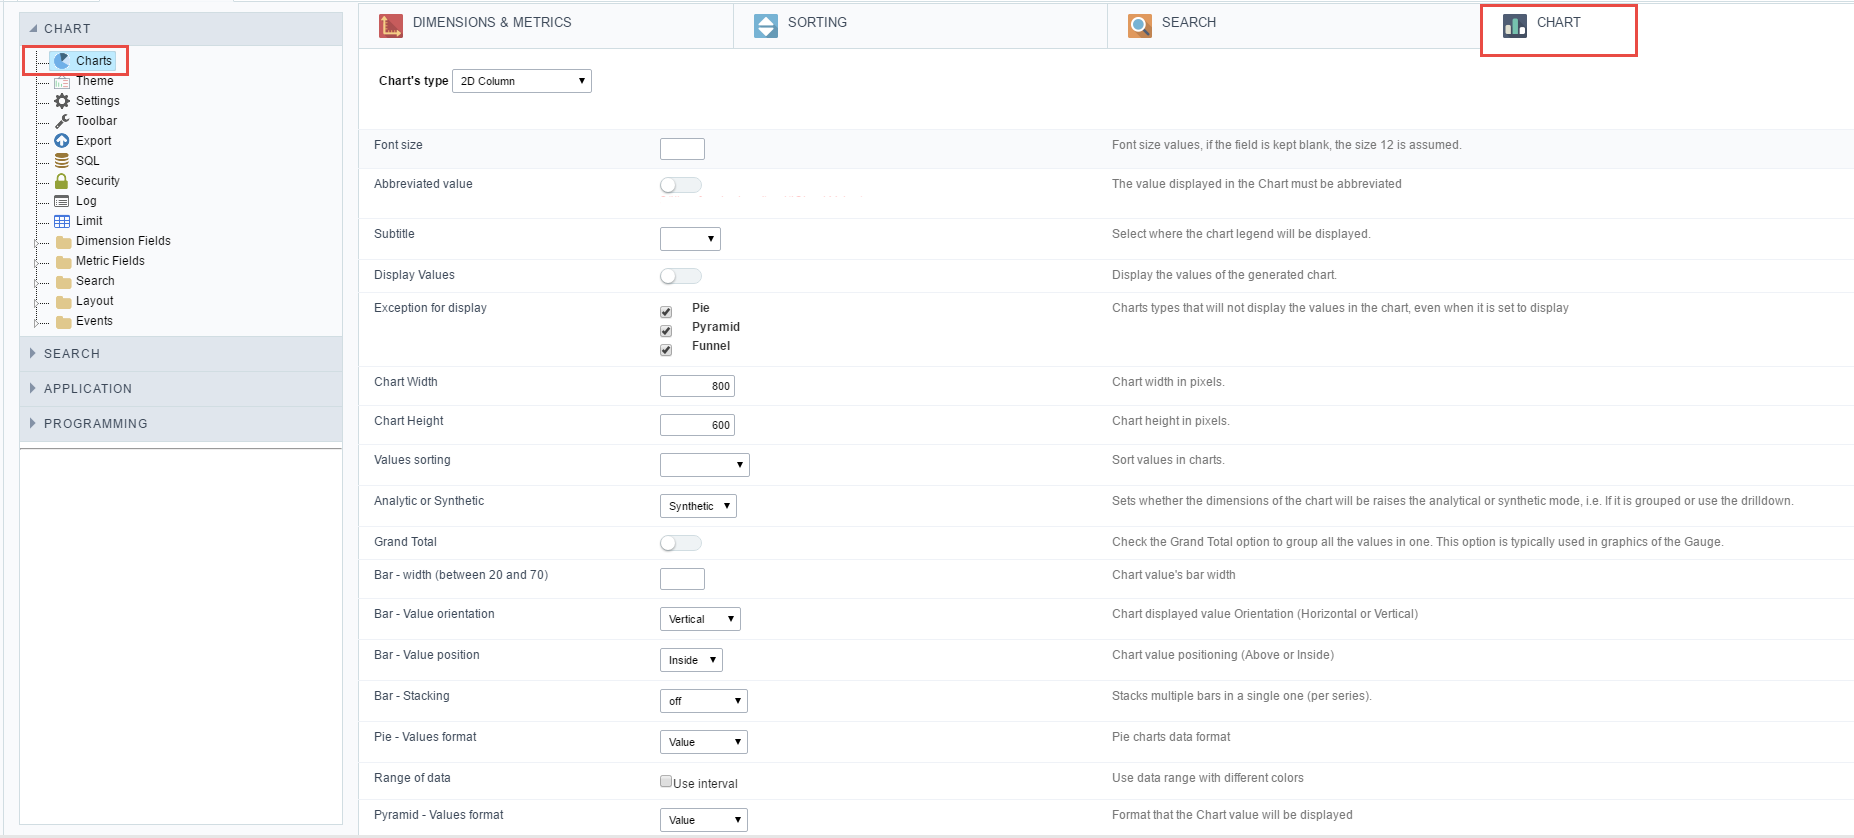 CHART
Charts
Theme
Settings
Toolbar
Export
SQL
Security
Log
Limit
Dimension Fields
Metric Fields
Search
Layout
Events
SEARCH
APPLICATION
PROGRAMMING
DIMENSIONS & METRICS
SORTING
SEARCH
CHART
Chart's type 2D Column
Font size
Font size values, if the field is kept blank, the size 12 is assumed.
Abbreviated value
The value displayed in the Chart must be abbreviated
Subtitle
Select where the chart legend will be displayed.
Display Values
Display the values of the generated chart.
Exception for display
Pie
Pyramid
Funnel
Charts types that will not display the values in the chart, even when it is set to display
Chart Width 800
Chart width in pixels.
Chart Height 600
Chart height in pixels.
Values sorting
Sort values in charts.
Analytic or Synthetic Synthetic
Sets whether the dimensions of the chart will be raises the analytical or synthetic mode, i.e. If it is grouped or use the drilldown.
Grand Total
Check the Grand Total option to group all the values in one. This option is typically used in graphics of the Gauge.
Bar - width (between 20 and 70)
Chart value's bar width
Bar - Value orientation Vertical
Chart displayed value Orientation (Horizontal or Vertical)
Bar - Value position Inside
Chart value positioning (Above or Inside)
Bar - Stacking off
Stacks multiple bars in a single one (per series).
Pie - Values format Value
Pie charts data format
Range of data Use interval
Use data range with different colors
Pyramid - Values format Value
Format that the Chart value will be displayed